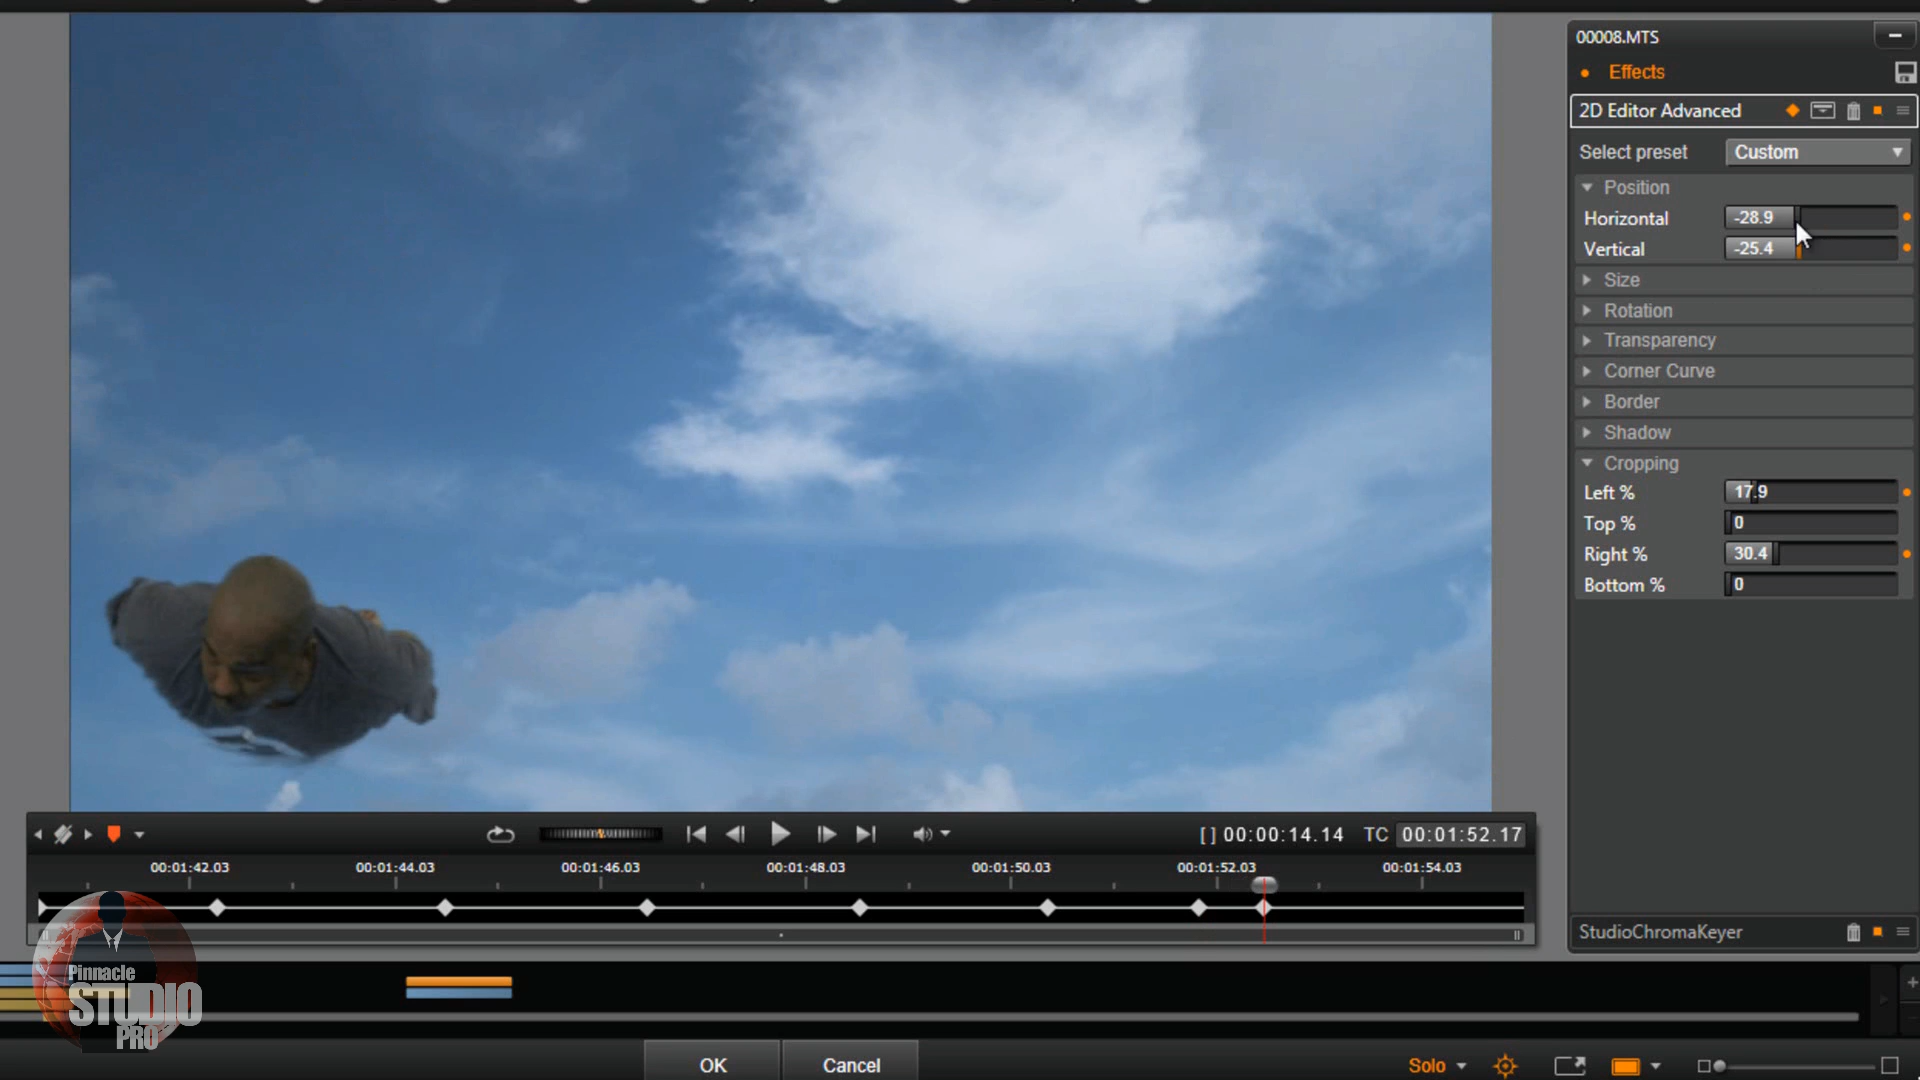 00008.MTS
Effects
2D Editor Advanced
Select preset Custom
Position
Horizontal -28.9
Vertical -25.4
Size
Rotation
Transparency
Corner Curve
Border
Shadow
Cropping
Left % 17.9
Top % 0
Right % 30.4
Bottom % 0
[ ] 00:00:14.14 TC 00:01:52.17
00:01:42.03 00:01:44.03 00:01:46.03 00:01:48.03 00:01:50.03 00:01:52.03 00:01:54.03
StudioChromaKeyer
Pinnacle
STUDIO
PRO
OK Cancel
Solo